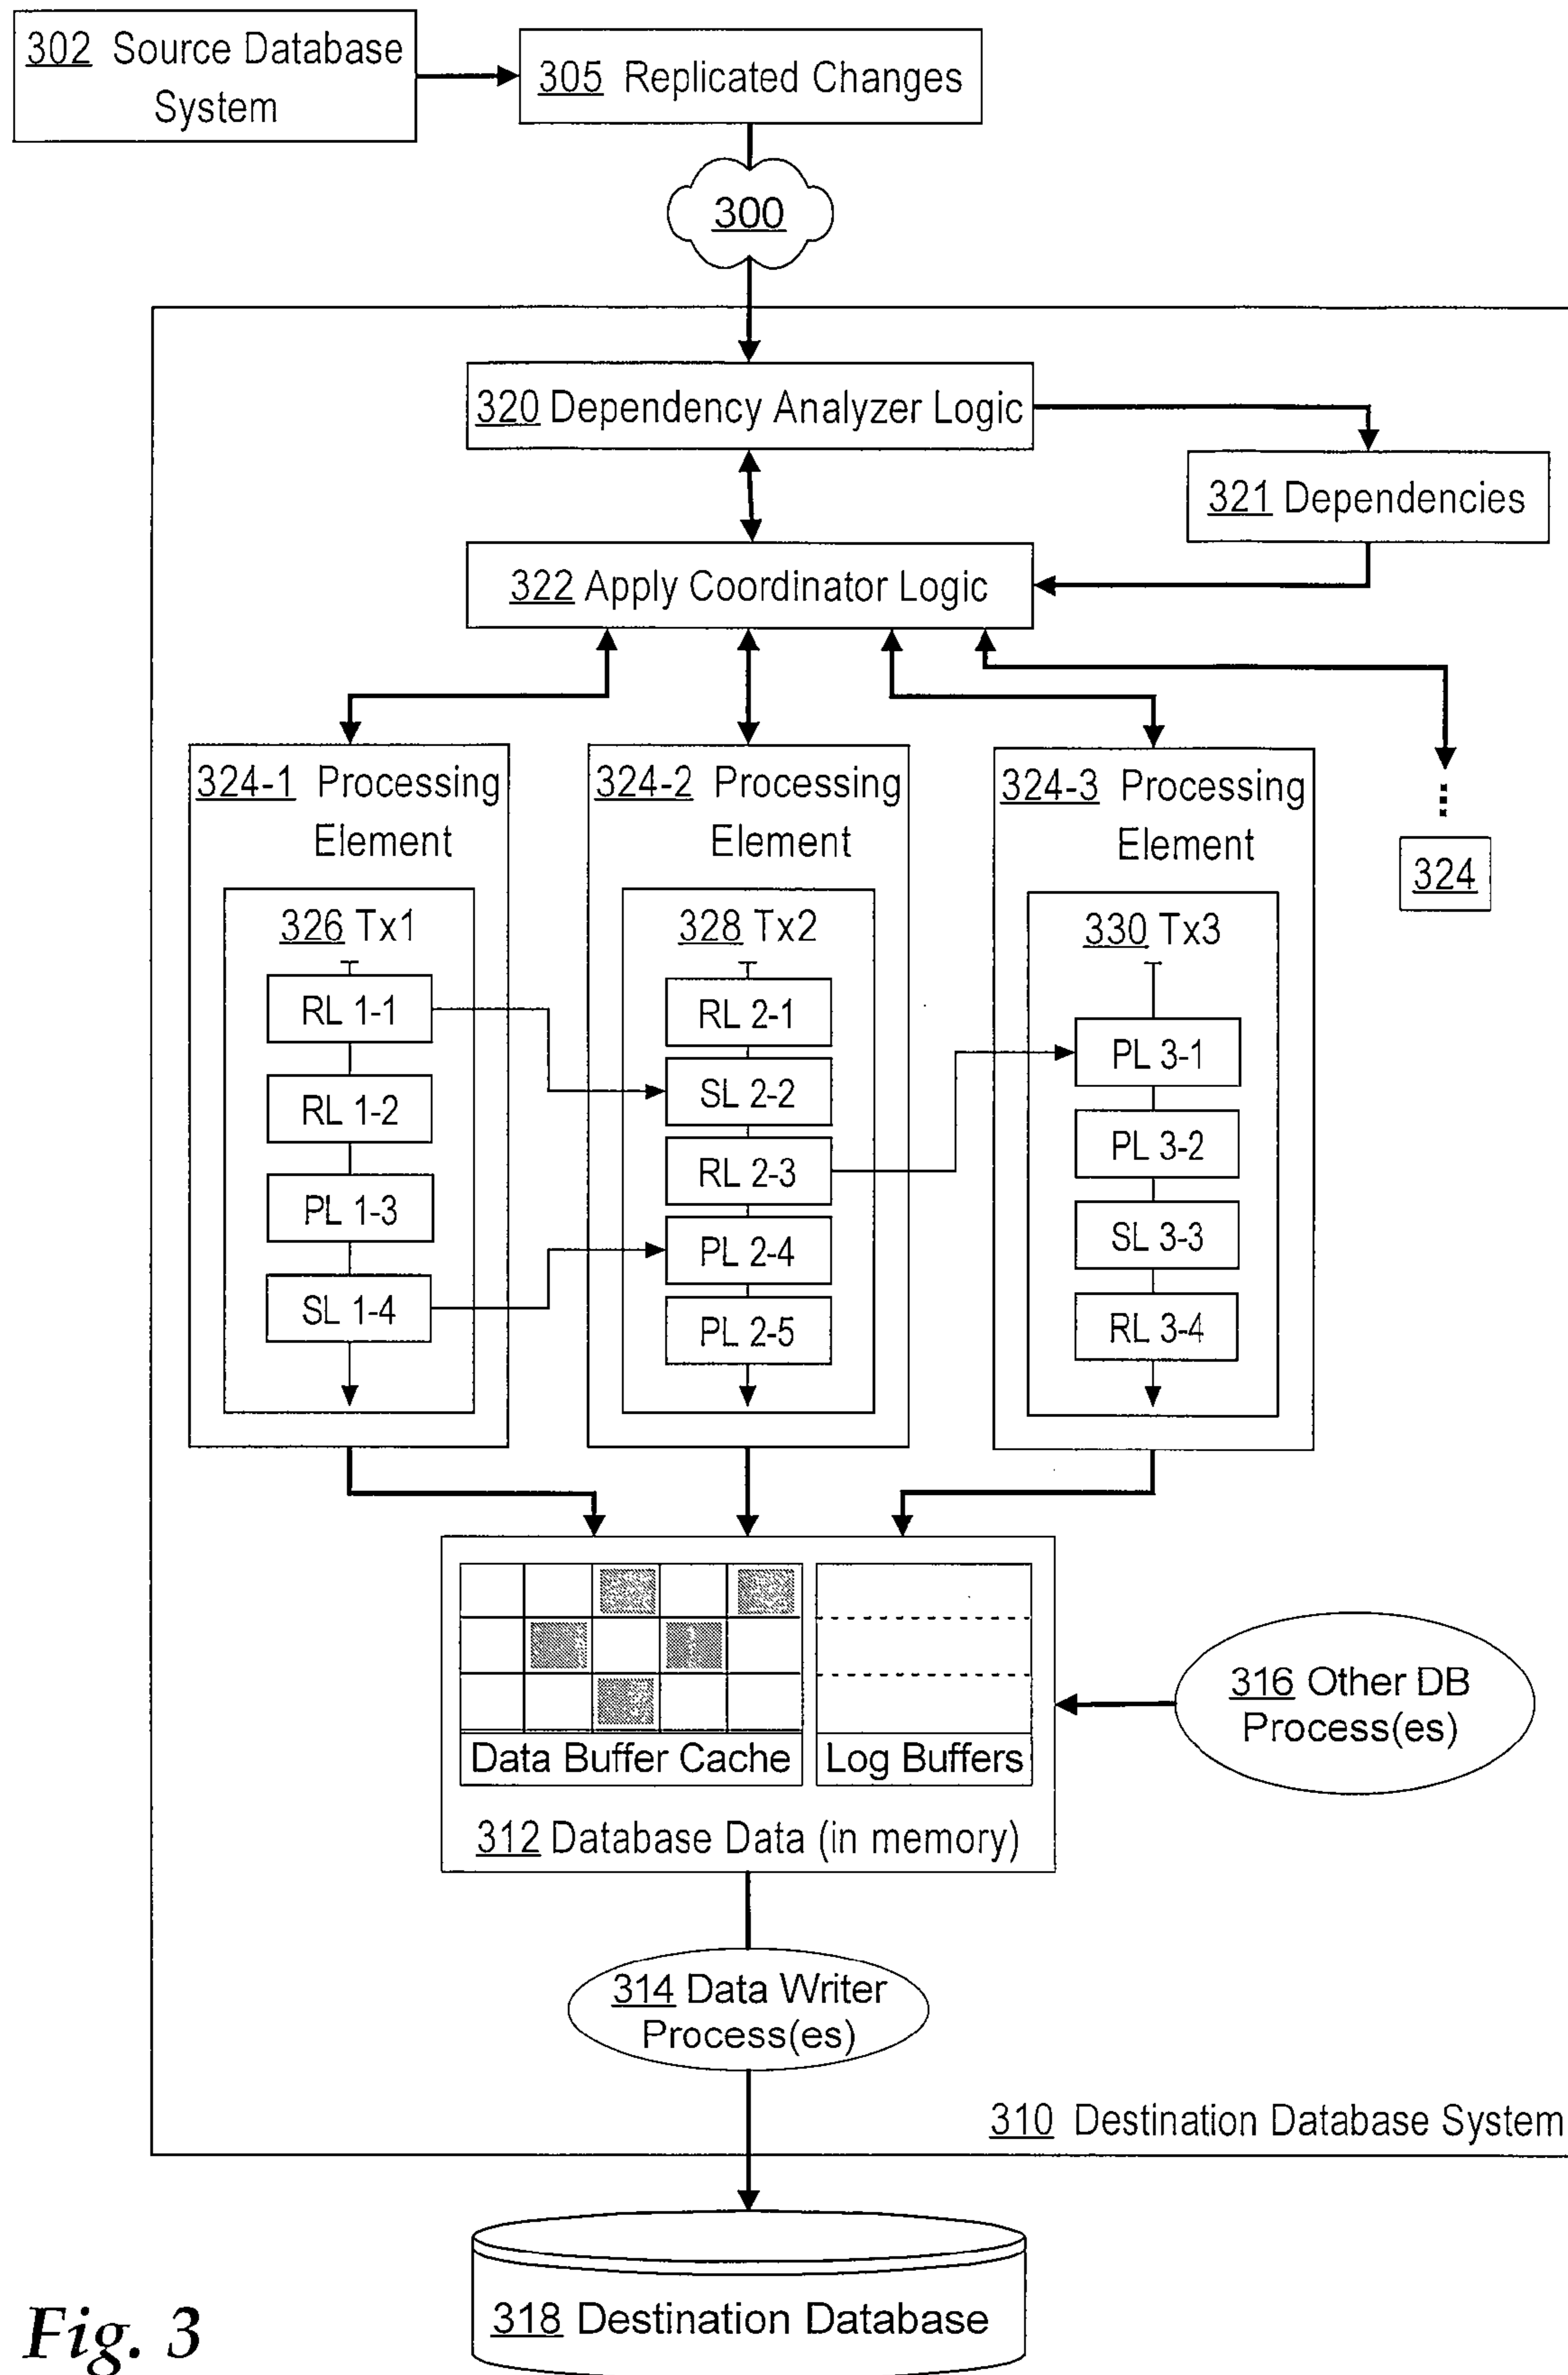 302 Source Database
System
305 Replicated Changes
300
320 Dependency Analyzer Logic
321 Dependencies
322 Apply Coordinator Logic
324-1 Processing
Element
324-2 Processing
Element
324-3 Processing
Element
324
326 Tx1
RL 1-1
RL 1-2
PL 1-3
SL 1-4
328 Tx2
RL 2-1
SL 2-2
RL 2-3
PL 2-4
PL 2-5
330 Tx3
PL 3-1
PL 3-2
SL 3-3
RL 3-4
Data Buffer Cache
Log Buffers
312 Database Data (in memory)
316 Other DB
Process(es)
314 Data Writer
Process(es)
310 Destination Database System
318 Destination Database
Fig. 3